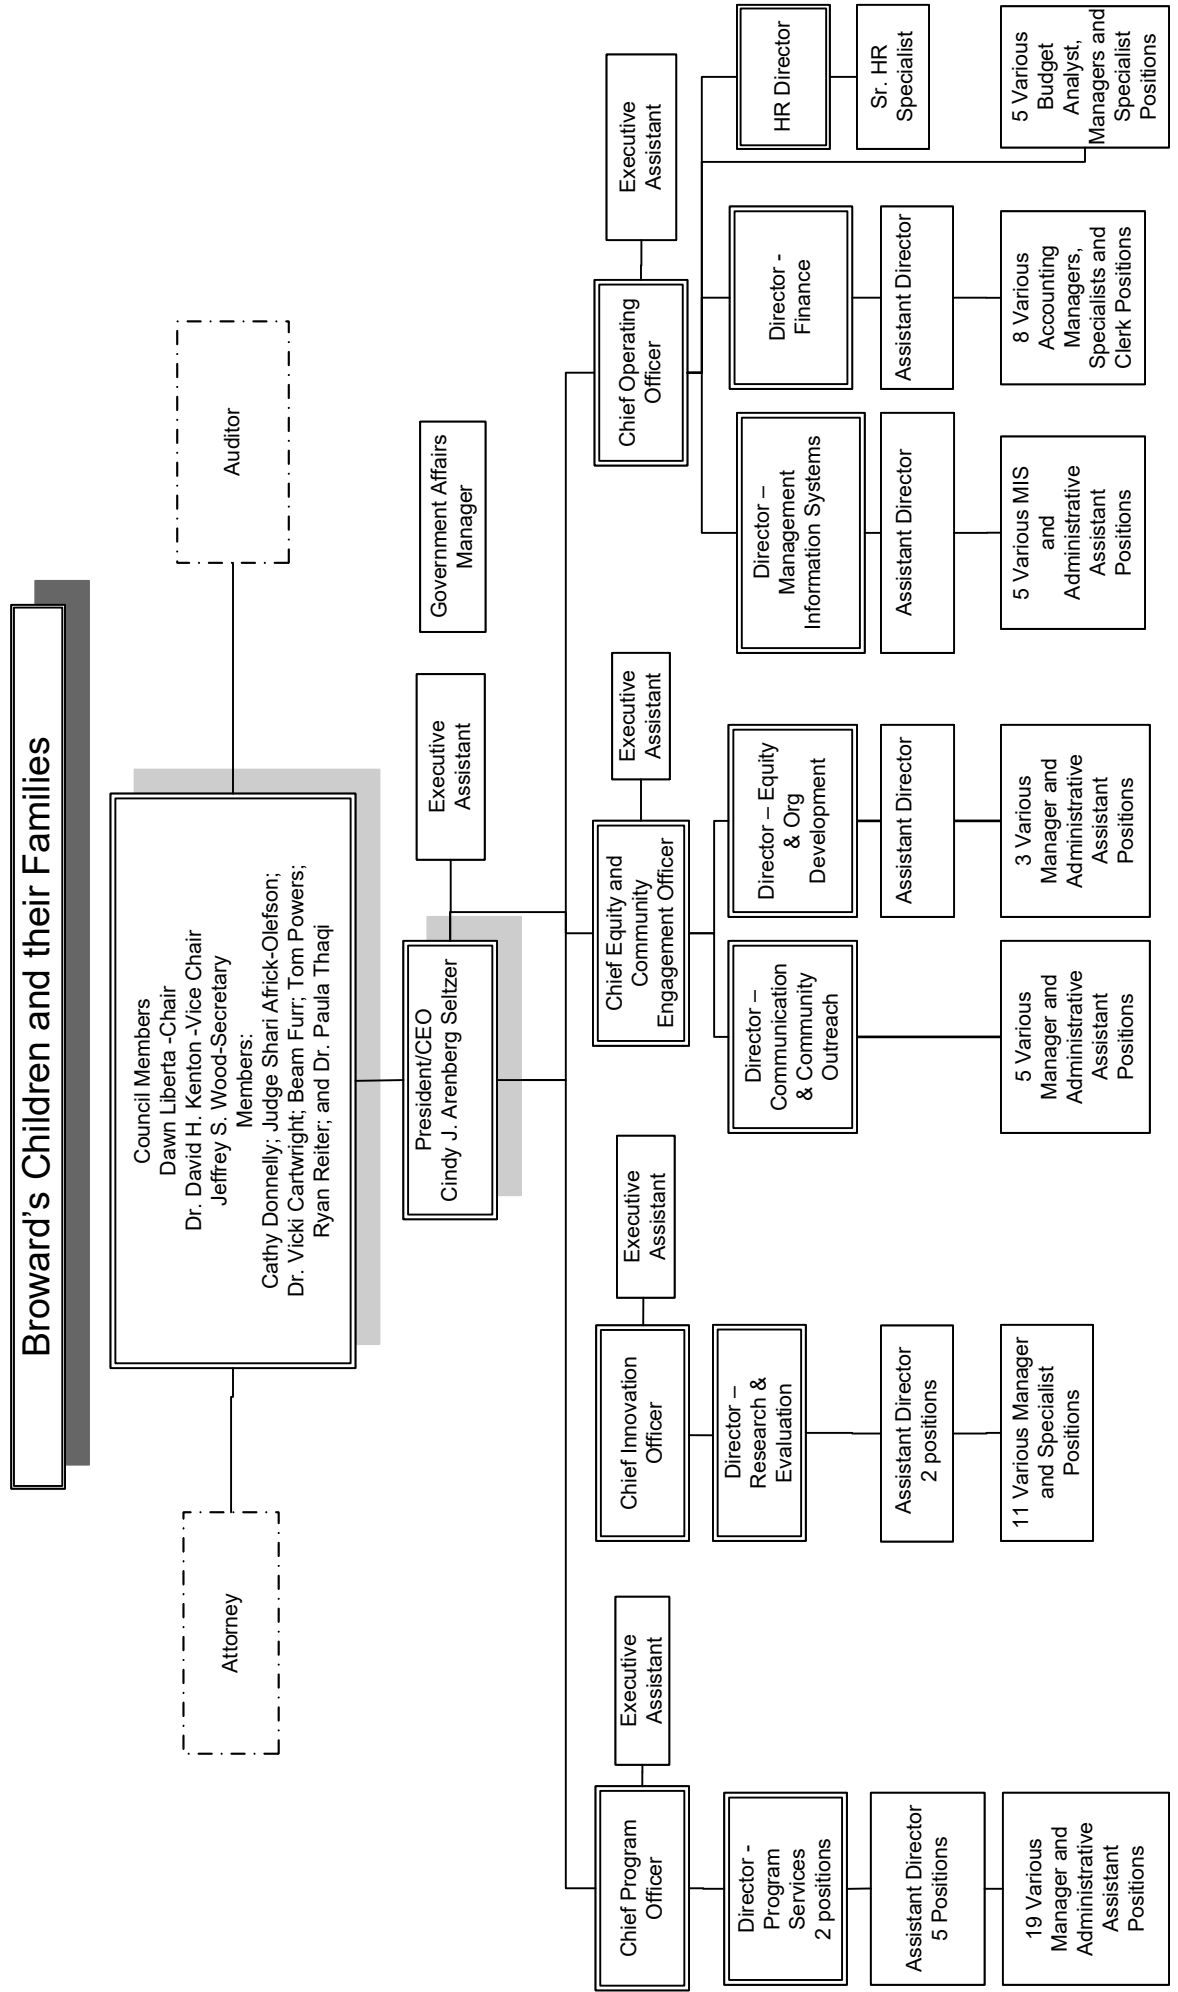 Broward's Children and their Families
Council Members
Dawn Liberta -Chair
Dr. David H. Kenton -Vice Chair
Jeffrey S. Wood-Secretary
Members:
Cathy Donnelly; Judge Shari Africk-Olefson;
Dr. Vicki Cartwright; Beam Furr; Tom Powers;
Ryan Reiter; and Dr. Paula Thaqi
Attorney
Auditor
President/CEO
Cindy J. Arenberg Seltzer
Executive
Assistant
Government Affairs
Manager
Chief Program
Officer
Executive
Assistant
Director -
Program
Services
2 positions
Assistant Director
5 Positions
19 Various
Manager and
Administrative
Assistant
Positions
Chief Innovation
Officer
Executive
Assistant
Director –
Research &
Evaluation
Assistant Director
2 positions
11 Various Manager
and Specialist
Positions
Chief Equity and
Community
Engagement Officer
Executive
Assistant
Director –
Communication
& Community
Outreach
5 Various
Manager and
Administrative
Assistant
Positions
Director – Equity
& Org
Development
Assistant Director
3 Various
Manager and
Administrative
Assistant
Positions
Chief Operating
Officer
Executive
Assistant
Director –
Management
Information Systems
Assistant Director
5 Various MIS
and
Administrative
Assistant
Positions
Director -
Finance
Assistant Director
8 Various
Accounting
Managers,
Specialists and
Clerk Positions
HR Director
Sr. HR
Specialist
5 Various
Budget
Analyst,
Managers and
Specialist
Positions